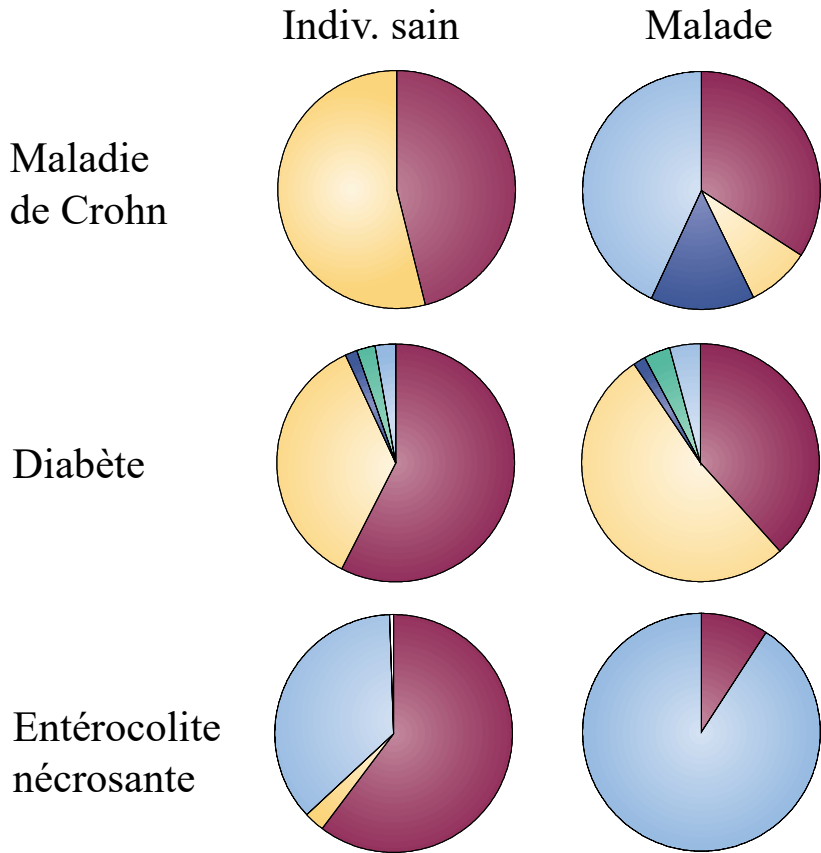 Indiv. sain
Malade
Maladie
de Crohn
Diabète
Entérocolite
nécrosante